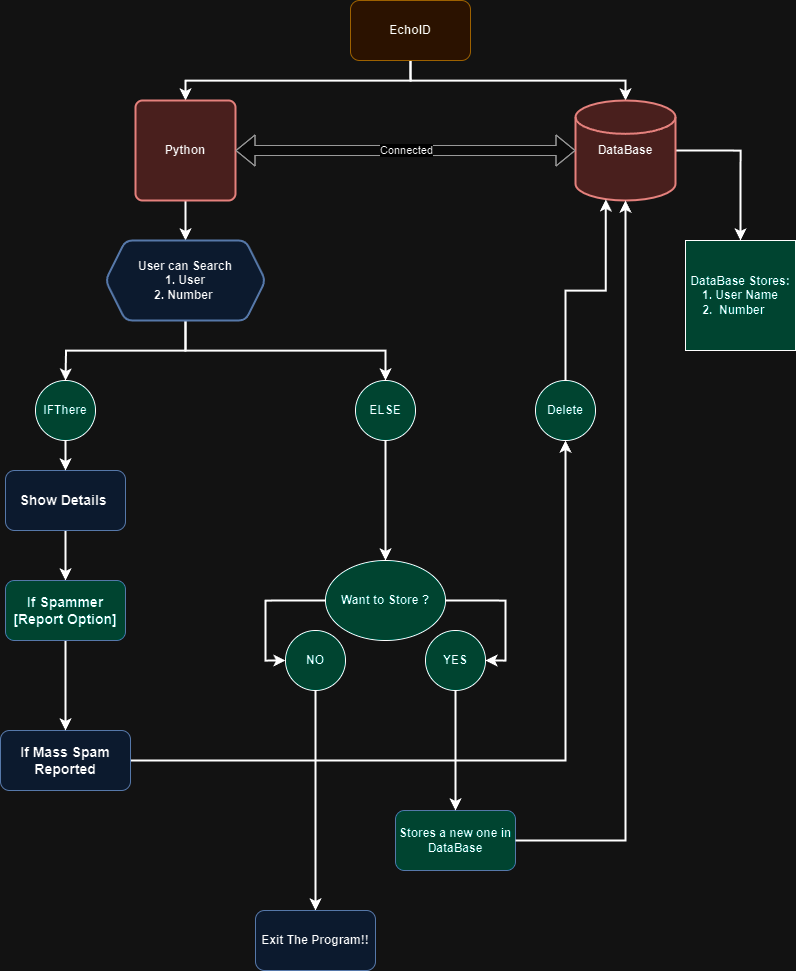 EchoID
Python
Connected
DataBase
User can Search
1. User
2. Number
DataBase Stores:
1. User Name
2. Number
IFThere
ELSE
Delete
Show Details
If Spammer
[Report Option]
Want to Store ?
NO
YES
If Mass Spam
Reported
Stores a new one in
DataBase
Exit The Program!!